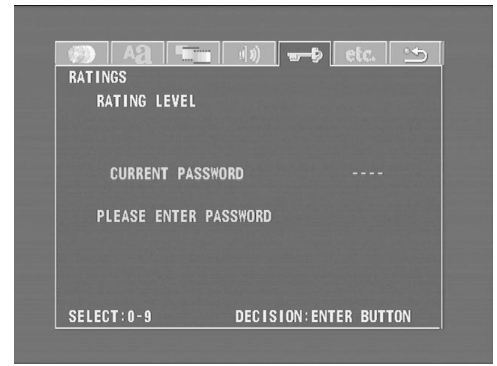 Aa etc.
RATINGS
RATING LEVEL
CURRENT PASSWORD ----
PLEASE ENTER PASSWORD
SELECT:0-9 DECISION:ENTER BUTTON